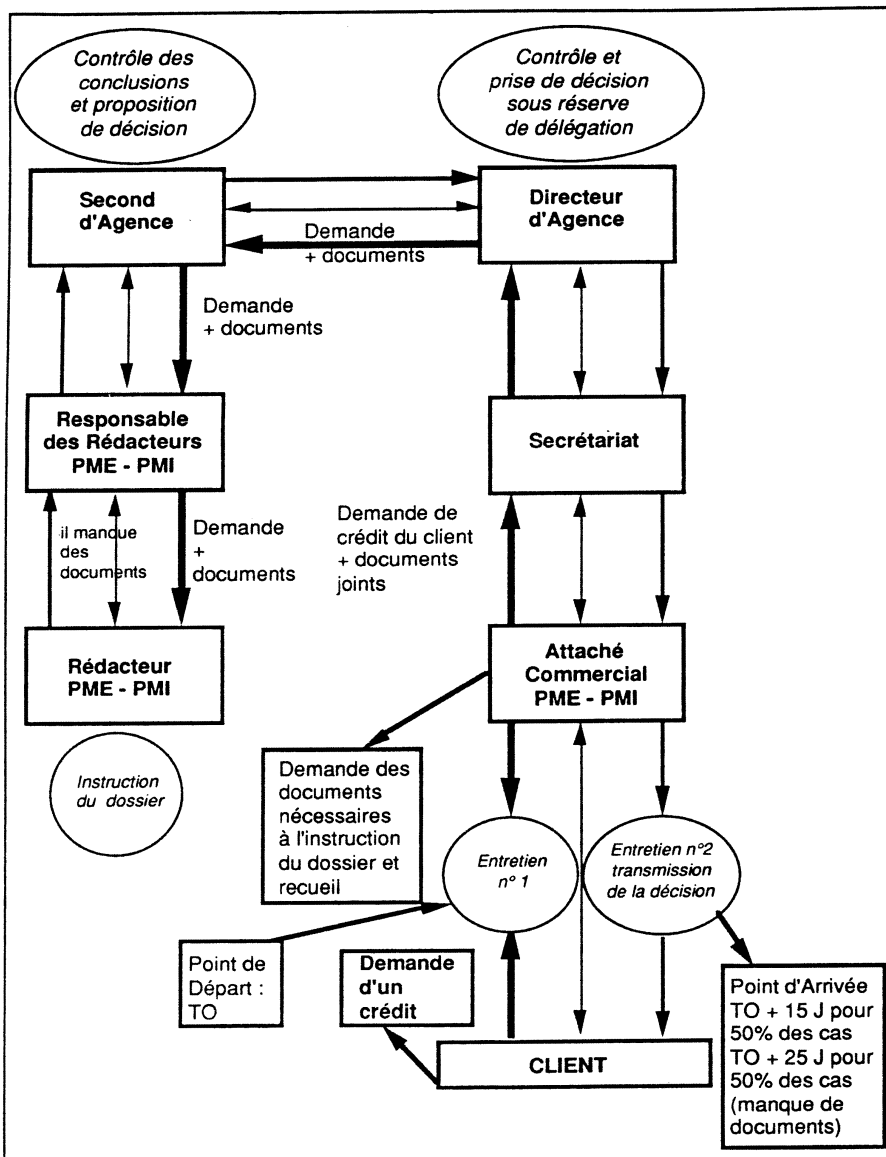 Contrôle des
conclusions
et proposition
de décision
Contrôle et
prise de décision
sous réserve
de délégation
Second
d'Agence
Directeur
d'Agence
Demande
+ documents
Demande
+ documents
Responsable
des Rédacteurs
PME - PMI
Secrétariat
il manque
des
documents
Demande
+
documents
Demande de
crédit du client
+ documents
joints
Rédacteur
PME - PMI
Attaché
Commercial
PME - PMI
Instruction
du dossier
Demande des
documents
nécessaires
à l'instruction
du dossier et
recueil
Entretien
n° 1
Entretien n°2
transmission
de la décision
Point de
Départ :
TO
Demande
d'un
crédit
CLIENT
Point d'Arrivée
TO + 15 J pour
50% des cas
TO + 25 J pour
50% des cas
(manque de
documents)